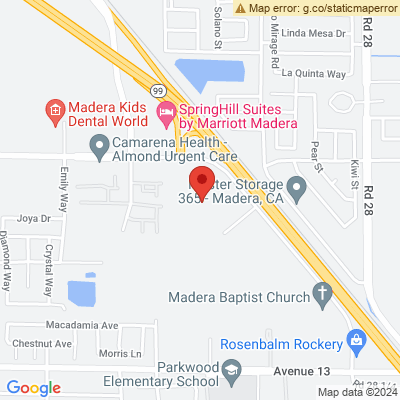 Map error: g.co/staticmaperror
Solano St
Linda Mesa Dr
Mirage Rd
Rd 28
La Quinta Way
99
Madera Kids
Dental World
SpringHill Suites
by Marriott Madera
Camarena Health -
Almond Urgent Care
Pear St
Kiwi St
Emily Way
Storage
365 - Madera, CA
Rd 28
Joya Dr
Diamond Way
Crystal Way
Madera Baptist Church
Macadamia Ave
Chestnut Ave
Rosenbalm Rockery
Morris Ln
Parkwood
Elementary School
Avenue 13
Google
Map data ©2024